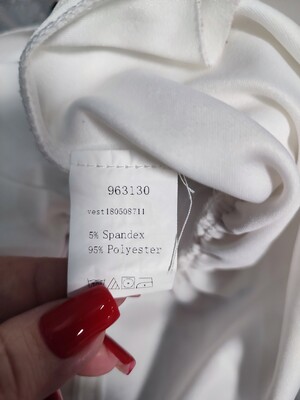 963130
vest180508711
5% Spandex
95% Polyester